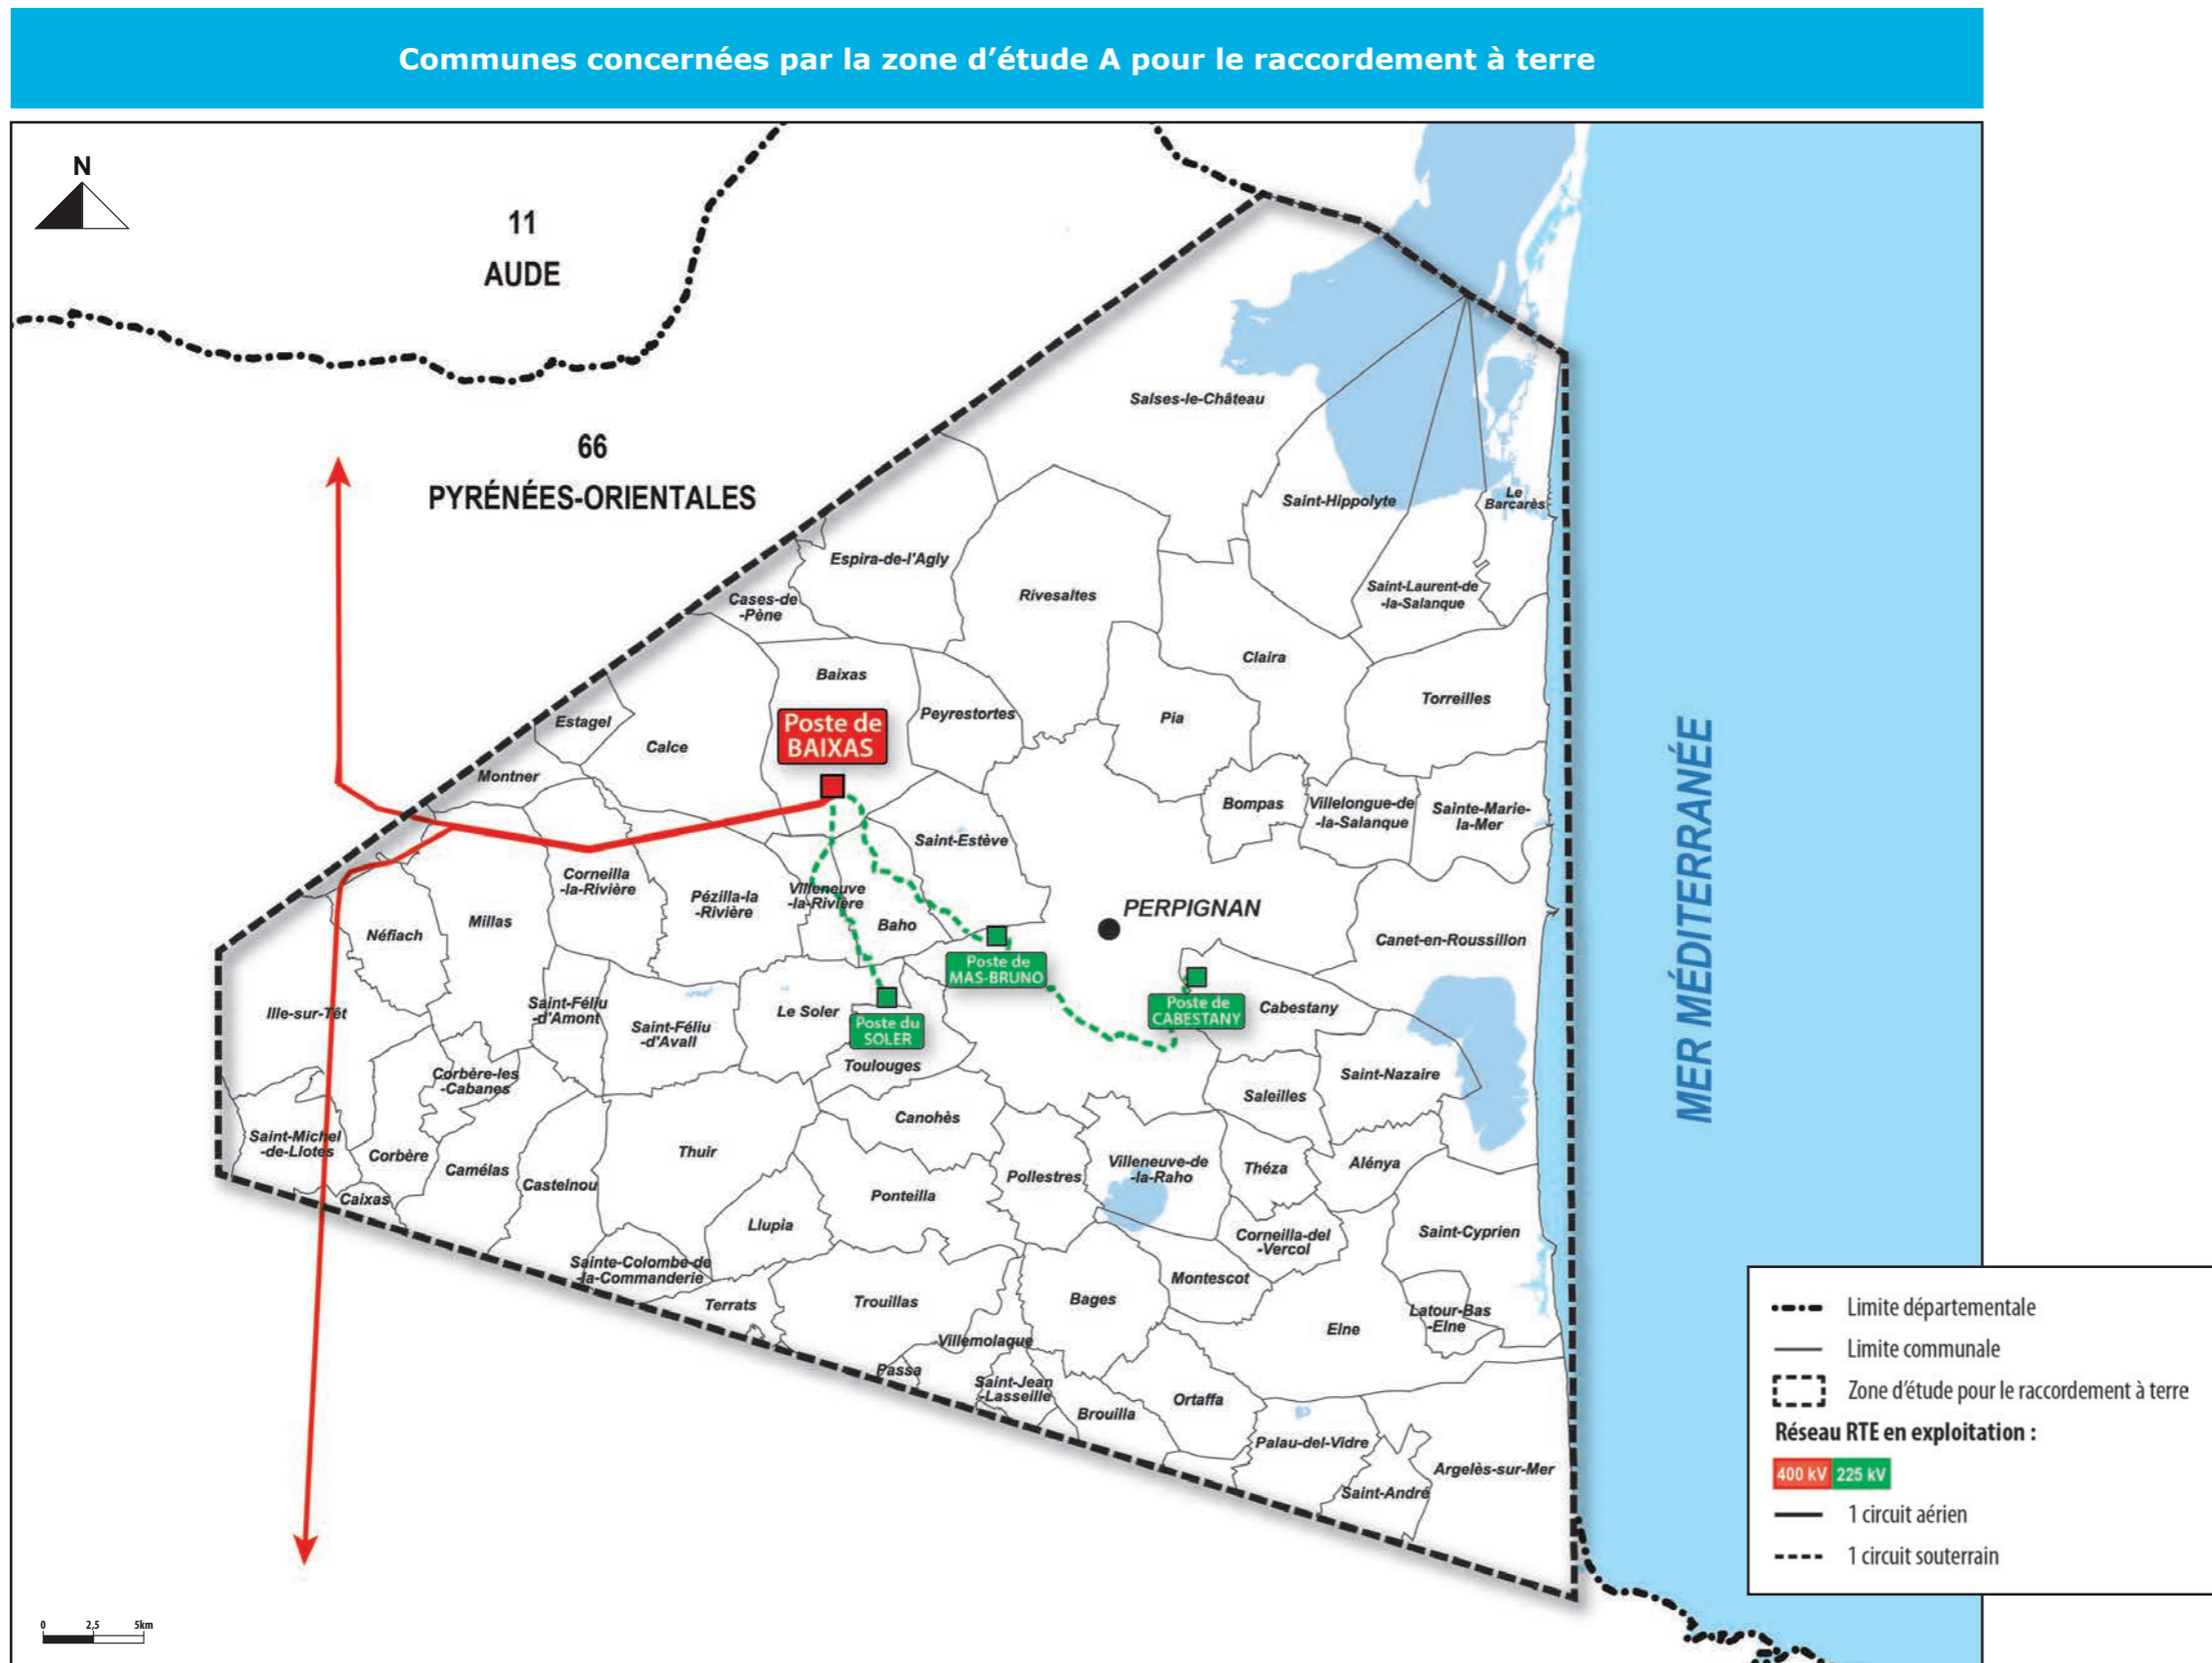 Communes concernées par la zone d'étude A pour le raccordement à terre
N
11
AUDE
66
PYRÉNÉES-ORIENTALES
Salses-le-Château
Saint-Hippolyte
Le
Barcarès
Espira-de-l'Agly
Cases-de
-Pène
Rivesaltes
Saint-Laurent-de
-la-Salanque
Claira
Baixas
Torreilles
Peyrestortes
Pia
Estagel
Calce
Poste de
BAIXAS
Montner
Bompas
Villelongue-de
-la-Salanque
Sainte-Marie-
la-Mer
MER MÉDITERRANÉE
Saint-Estève
Corneilla
-la-Rivière
Pézilla-la
-Rivière
Villeneuve
-la-Rivière
Baho
PERPIGNAN
Millas
Néfiach
Canet-en-Roussillon
Poste de
MAS-BRUNO
Ille-sur-Têt
Saint-Féliu
-d'Amont
Saint-Féliu
-d'Avall
Le Soler
Poste du
SOLER
Poste de
CABESTANY
Cabestany
Toulouges
Corbère-les
-Cabanes
Saint-Nazaire
Saleilles
Canohès
Saint-Michel
-de-Llotes
Corbère
Camélas
Castelnou
Thuir
Ponteilla
Pollestres
Villeneuve-de
-la-Raho
Théza
Alénya
Caixas
Llupia
Corneilla-del
-Vercol
Saint-Cyprien
Sainte-Colombe-de
-la-Commanderie
Terrats
Trouillas
Bages
Montescot
Elne
Latour-Bas
-Elne
Villemolaque
Passa
Saint-Jean
-Lasseille
Brouilla
Ortaffa
Palau-del-Vidre
Saint-André
Argelès-sur-Mer
Limite départementale
Limite communale
Zone d'étude pour le raccordement à terre
Réseau RTE en exploitation :
400 kV 225 kV
1 circuit aérien
1 circuit souterrain
0 2,5 5km